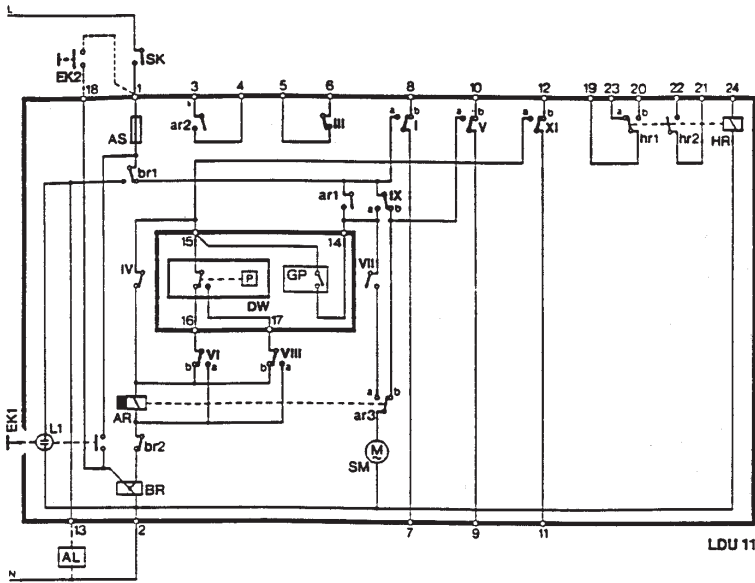 L
SK
EK2
18 1 3 4 5 6 8 10 12 19 23 20 22 21 24
AS
ar2
III
a b I
a b V
a b XI
a b
hr1
hr2
HR
br1
ar1
IX
a b
15 14
IV
P
GP
VII
DW
16 17
b VI a
b VIII a
a b
AR
ar3
EK1
L1
br2
M
~
SM
BR
13 2 7 9 11
LDU 11
AL
N